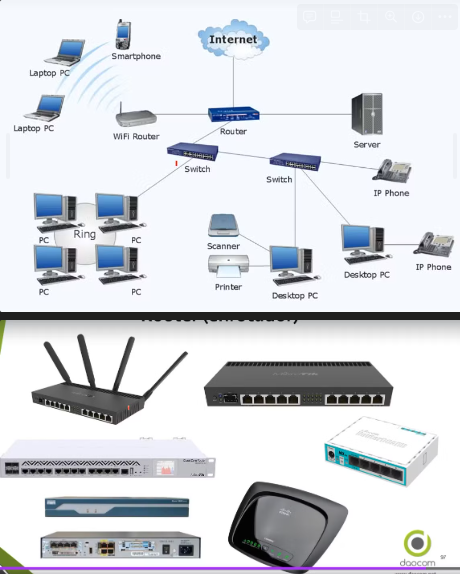 Internet
Smartphone
Laptop PC
Laptop PC
WiFi Router
Router
Server
Switch
Switch
IP Phone
PC
PC
Ring
PC
PC
Scanner
Printer
Desktop PC
Desktop PC
IP Phone
Router (enrutador)
daocom
97